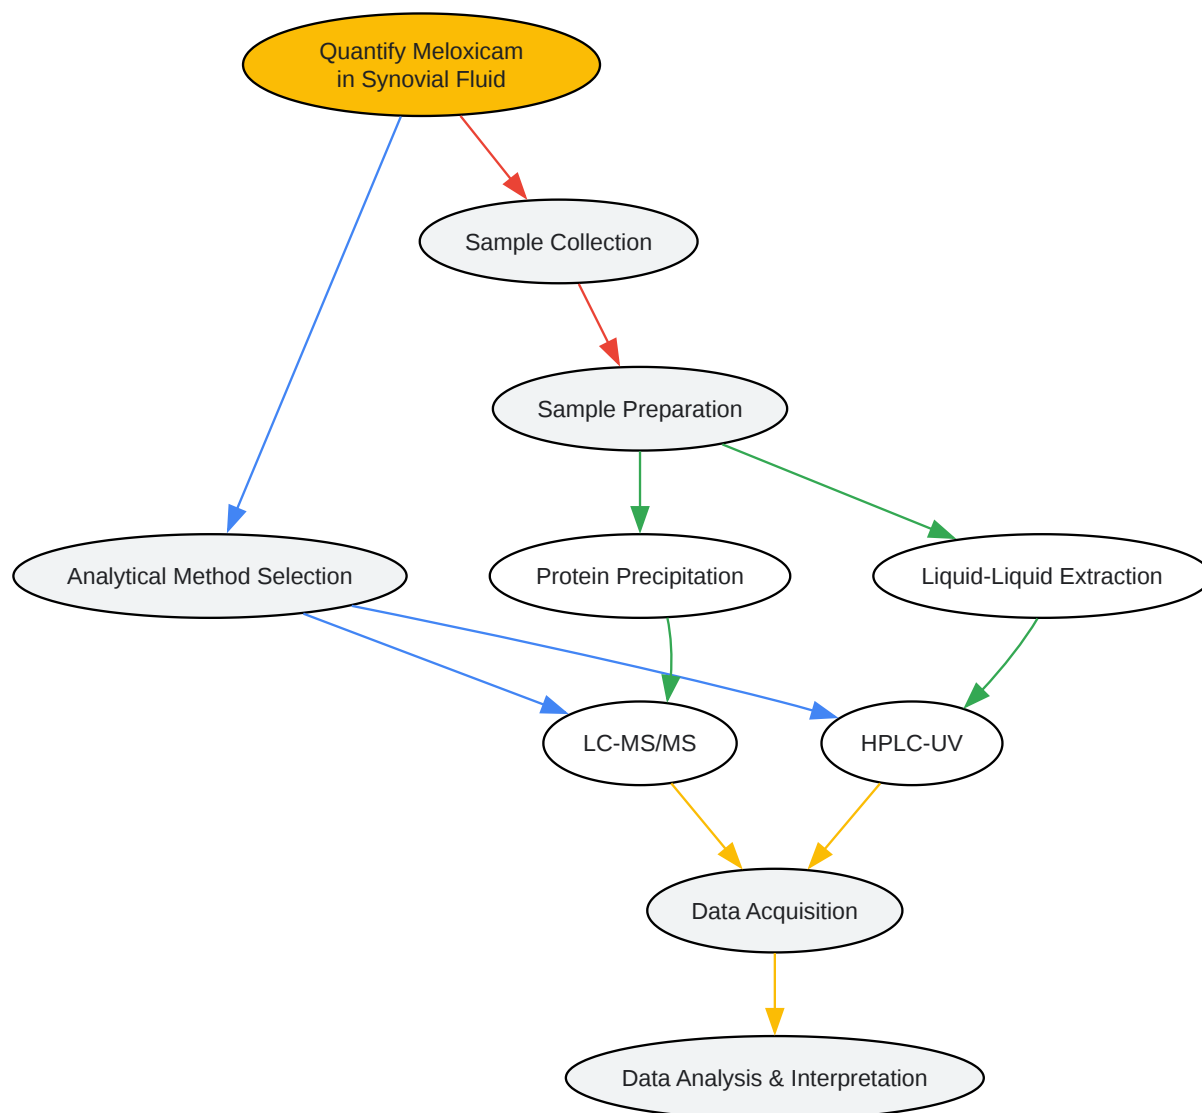 Quantify Meloxicam
in Synovial Fluid
Sample Collection
Sample Preparation
Analytical Method Selection
Protein Precipitation
Liquid-Liquid Extraction
LC-MS/MS
HPLC-UV
Data Acquisition
Data Analysis & Interpretation